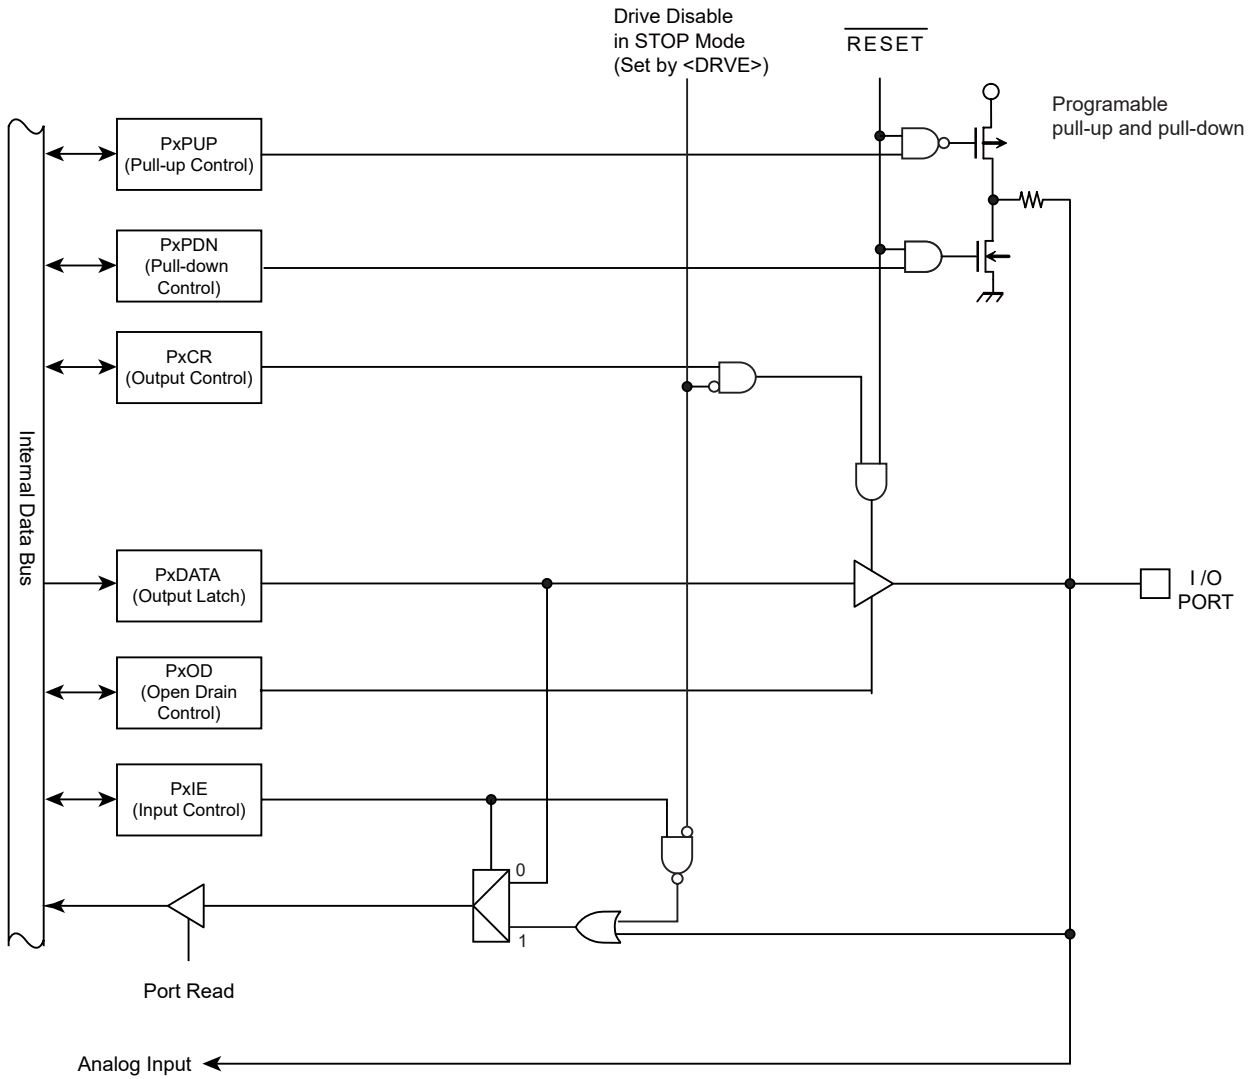 Drive Disable
in STOP Mode
(Set by <DRVE>)
RESET
Programable
pull-up and pull-down
PxPUP
(Pull-up Control)
PxPDN
(Pull-down
Control)
PxCR
(Output Control)
Internal Data Bus
PxDATA
(Output Latch)
I /O
PORT
PxOD
(Open Drain
Control)
PxIE
(Input Control)
0
1
Port Read
Analog Input